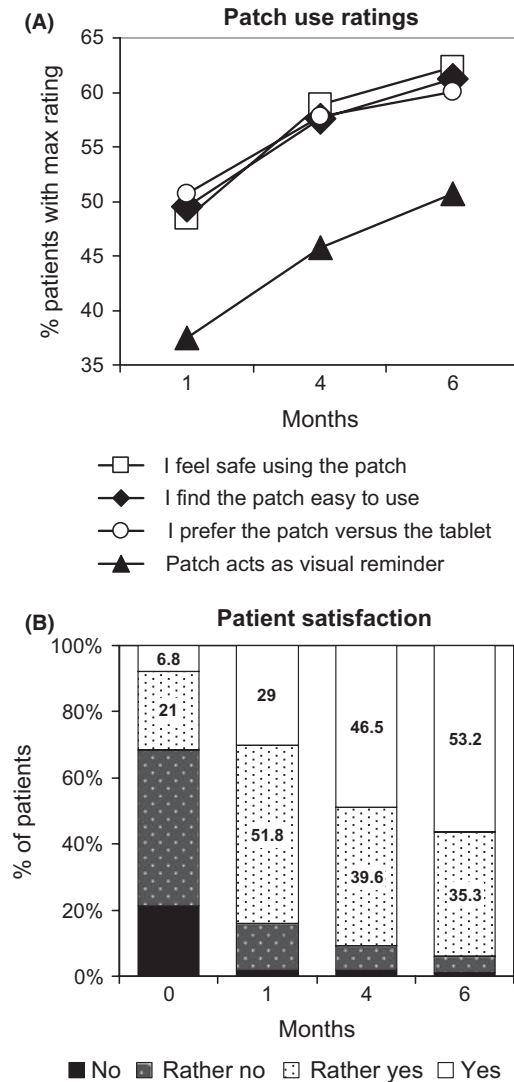 (A)
Patch use ratings
65
60
55
50
45
40
35
% patients with max rating
1 4 6
Months
I feel safe using the patch
I find the patch easy to use
I prefer the patch versus the tablet
Patch acts as visual reminder
(B)
Patient satisfaction
100%
80%
60%
40%
20%
0%
% of patients
6.8
21
29
51.8
46.5
39.6
53.2
35.3
0 1 4 6
Months
No Rather no Rather yes Yes